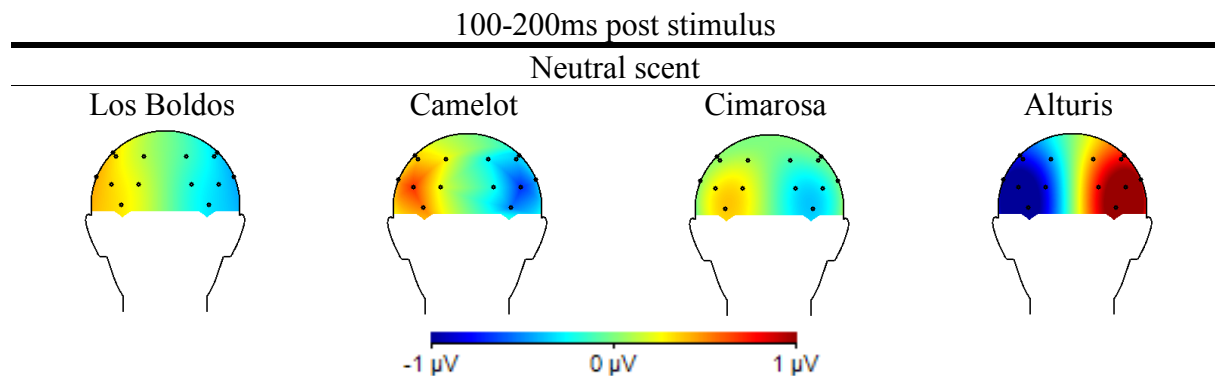 100-200ms post stimulus
Neutral scent
Los Boldos Camelot Cimarosa Alturis
-1 µV 0 µV 1 µV